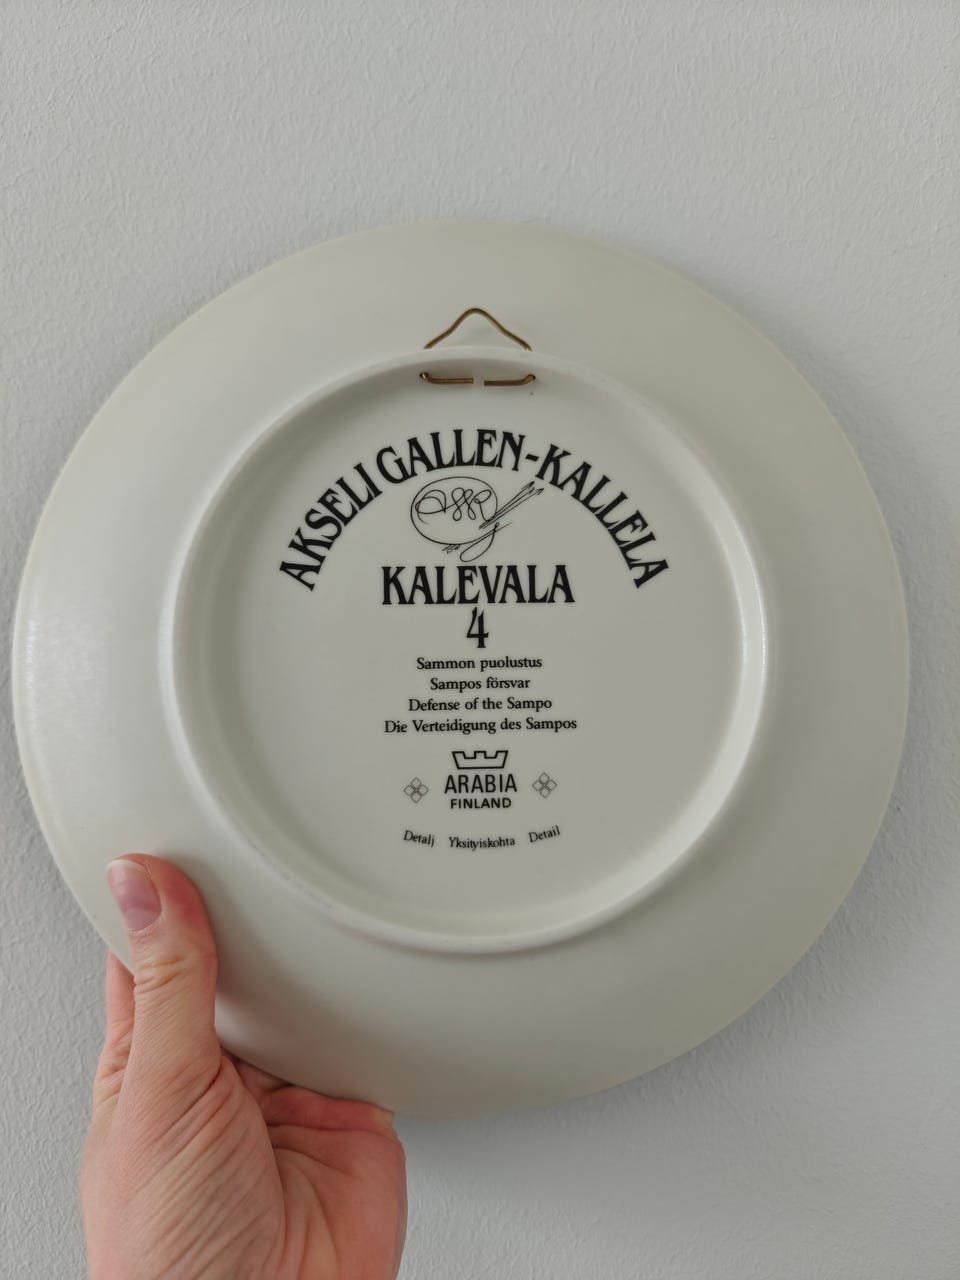 AKSELI GALLEN-KALLELA
KALEVALA
4
Sammon puolustus
Sampos försvar
Defense of the Sampo
Die Verteidigung des Sampos
ARABIA
FINLAND
Detalj Yksityiskohta Detail